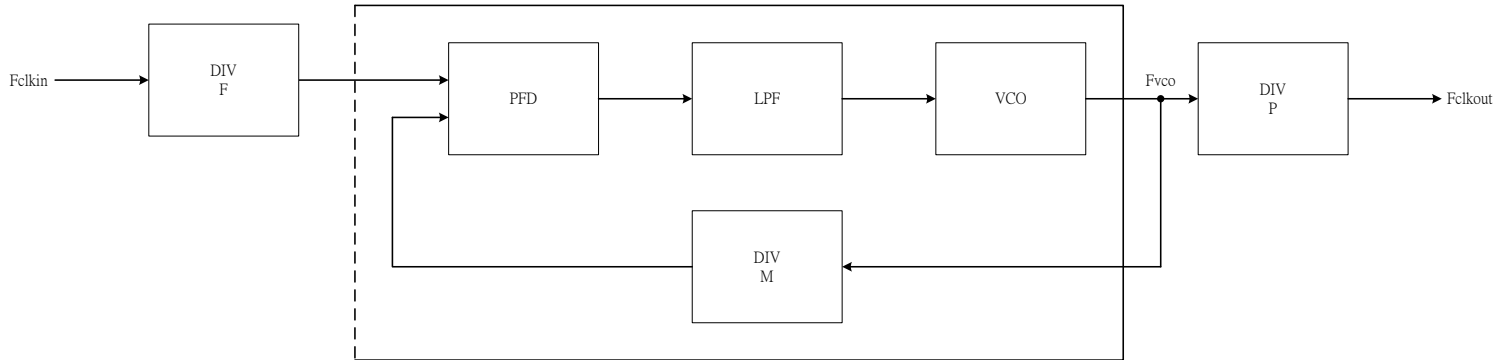 Fclkin
DIV
F
PFD
LPF
VCO
Fvco
DIV
P
Fclkout
DIV
M